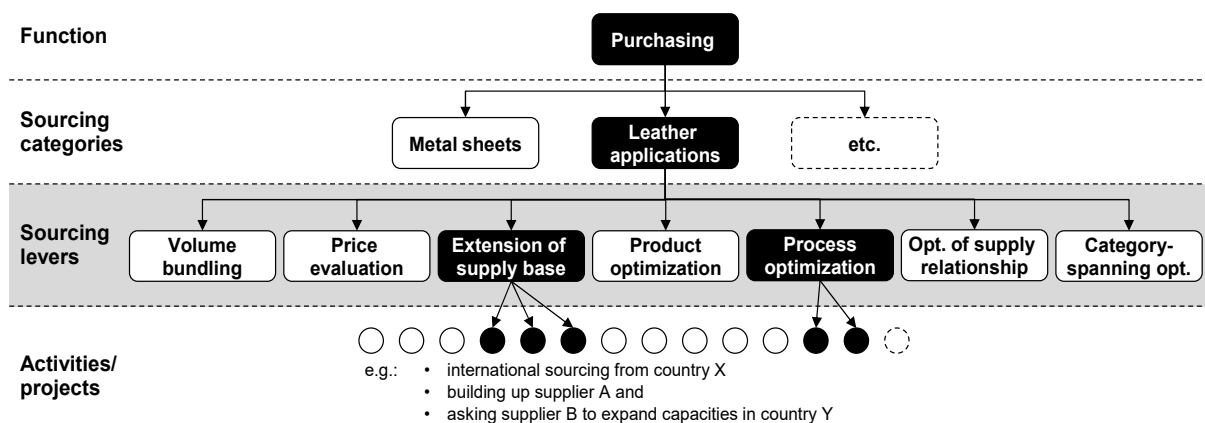 Function
Purchasing
Sourcing
categories
Metal sheets
Leather
applications
etc.
Sourcing
levers
Volume
bundling
Price
evaluation
Extension of
supply base
Product
optimization
Process
optimization
Opt. of supply
relationship
Category-
spanning opt.
Activities/
projects
e.g.: • international sourcing from country X
• building up supplier A and
• asking supplier B to expand capacities in country Y